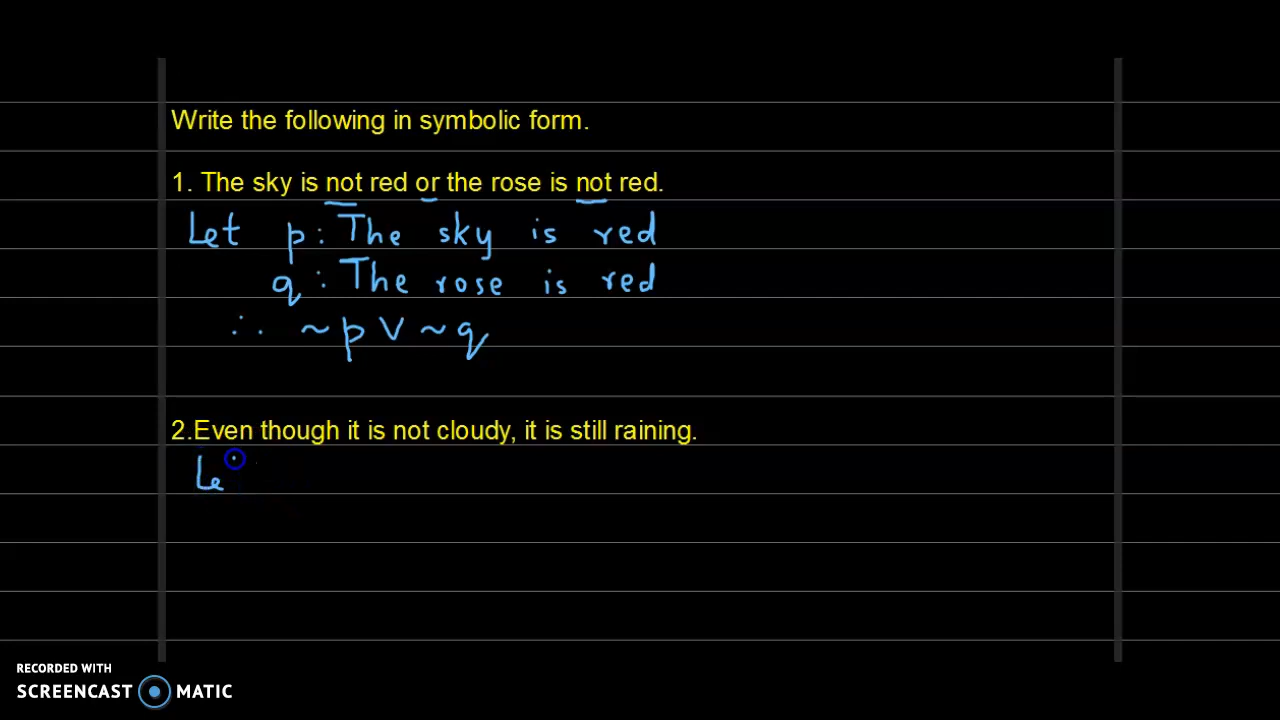 Write the following in symbolic form.
1. The sky is not red or the rose is not red.
Let p: The sky is red
q: The rose is red
∴ ~p ∨ ~q
2.Even though it is not cloudy, it is still raining.
Le
RECORDED WITH
SCREENCAST MATIC